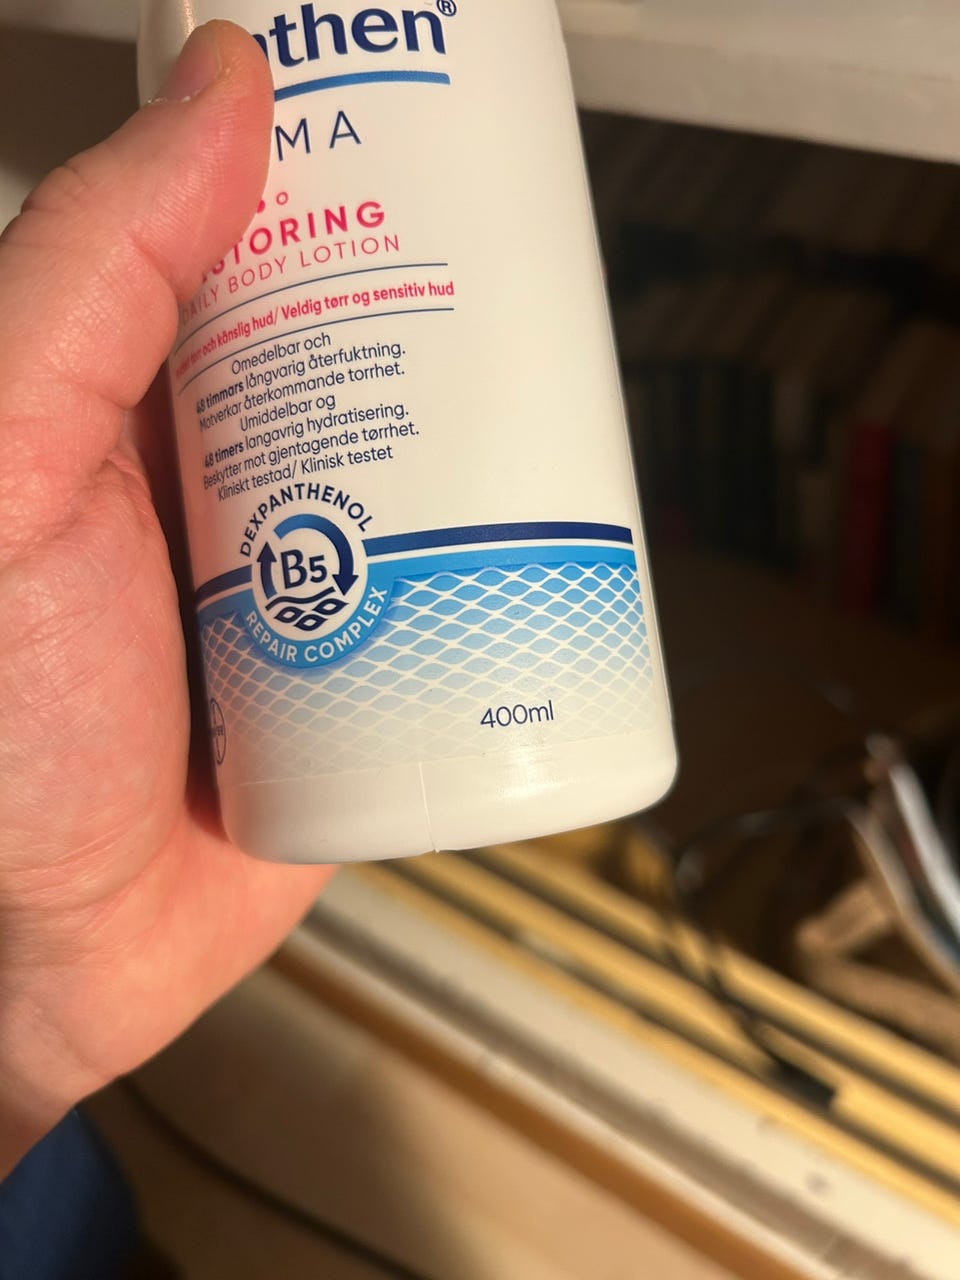 nthen®
MA
STORING
DAILY BODY LOTION
torr och känslig hud/ Veldig tørr og sensitiv hud
Omedelbar och
48 timmars långvarig återfuktning.
Motverkar återkommande torrhet.
Umiddelbar og
48 timers langavrig hydratisering.
Beskytter mot gjentagende tørrhet.
Kliniskt testad/ Klinisk testet
DEXPANTHENOL
B5
REPAIR COMPLEX
400ml